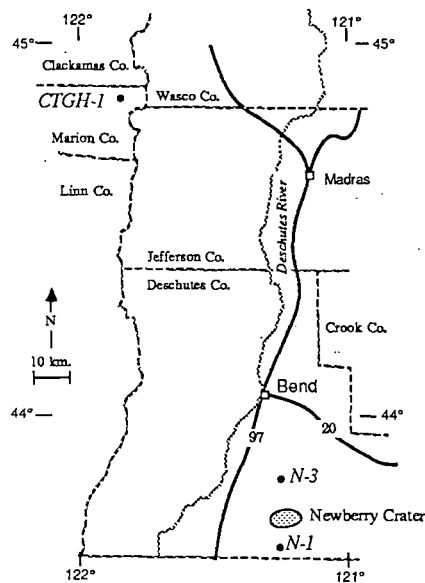 122°
121°
45°
45°
Clackamas Co.
CTGH-1
Wasco Co.
Marion Co.
Linn Co.
Madras
Deschutes River
Jefferson Co.
Deschutes Co.
N
10 km.
Crook Co.
Bend
44°
44°
97
20
N-3
Newberry Crater
N-1
122°
121°